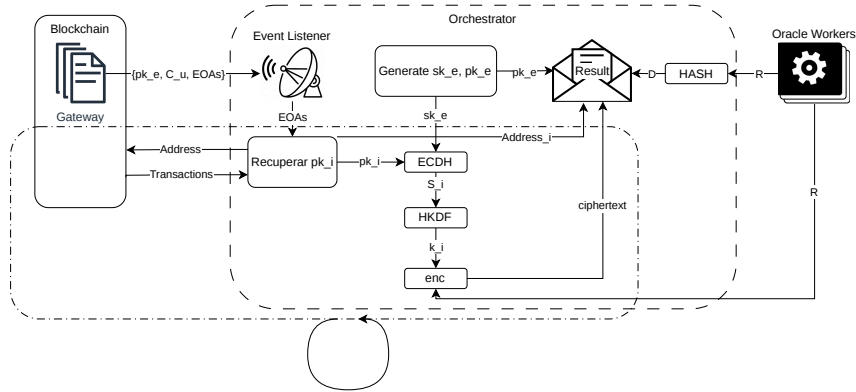 Orchestrator
Blockchain
Event Listener
Oracle Workers
{pk_e, C_u, EOAs}
Generate sk_e, pk_e
pk_e
Result
D
HASH
R
Gateway
EOAs
sk_e
Address
Recuperar pk_i
Address_i
pk_i
ECDH
Transactions
S_i
R
ciphertext
HKDF
k_i
enc